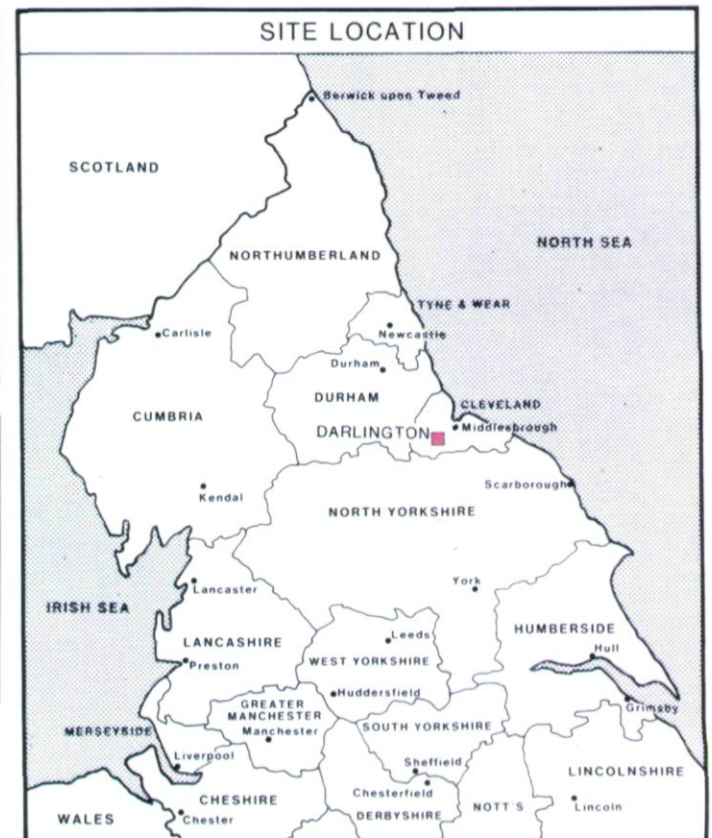 SITE LOCATION
Berwick upon Tweed
SCOTLAND
NORTH SEA
NORTHUMBERLAND
TYNE & WEAR
Carlisle
Newcastle
Durham
DURHAM
CLEVELAND
CUMBRIA
DARLINGTON
Middlesbrough
Kendal
Scarborough
NORTH YORKSHIRE
York
Lancaster
IRISH SEA
HUMBERSIDE
Leeds
LANCASHIRE
Hull
WEST YORKSHIRE
Preston
Huddersfield
GREATER
MANCHESTER
Grimsby
SOUTH YORKSHIRE
MERSEYSIDE
Manchester
Liverpool
Sheffield
LINCOLNSHIRE
Chesterfield
CHESHIRE
NOTT'S
Lincoln
DERBYSHIRE
WALES
Chester